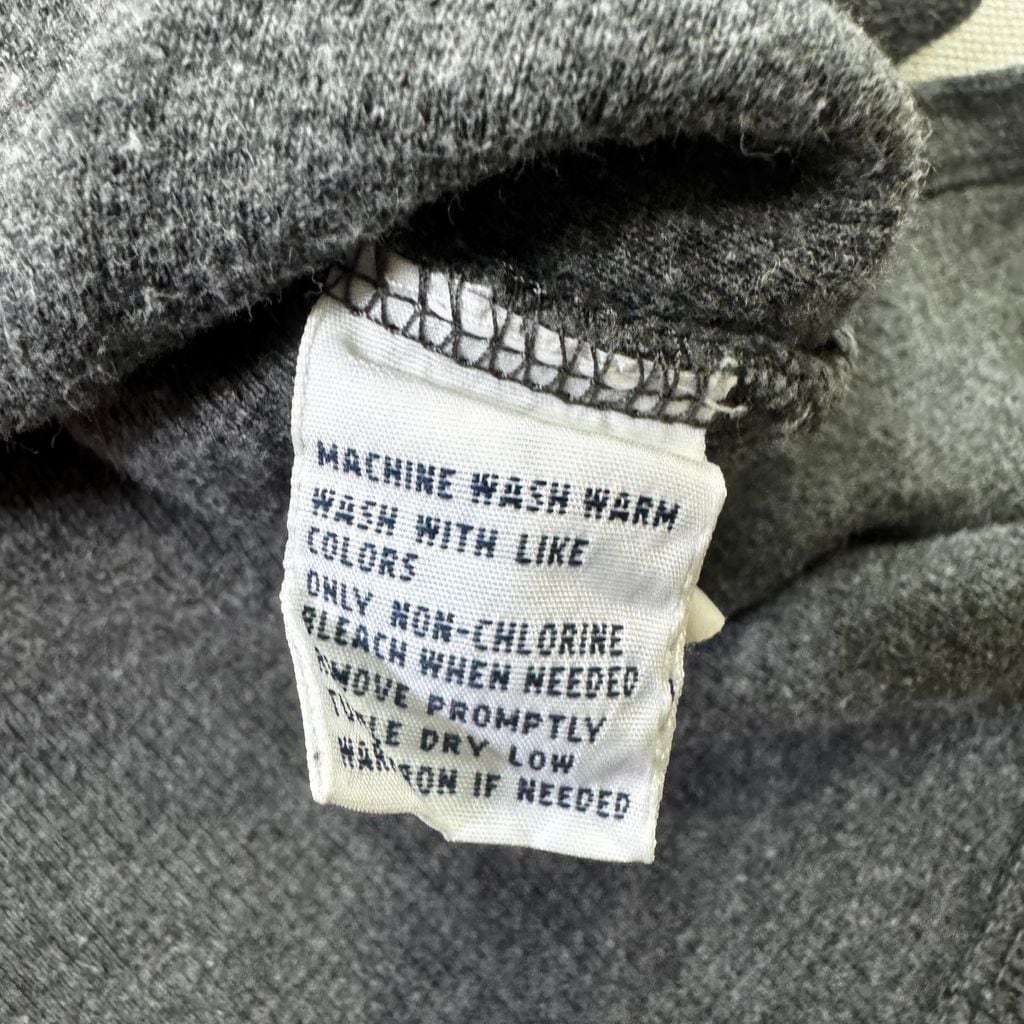 MACHINE WASH WARM
WASH WITH LIKE
COLORS
ONLY NON-CHLORINE
BLEACH WHEN NEEDED
PROMPTLY
DRY LOW
IF NEEDED